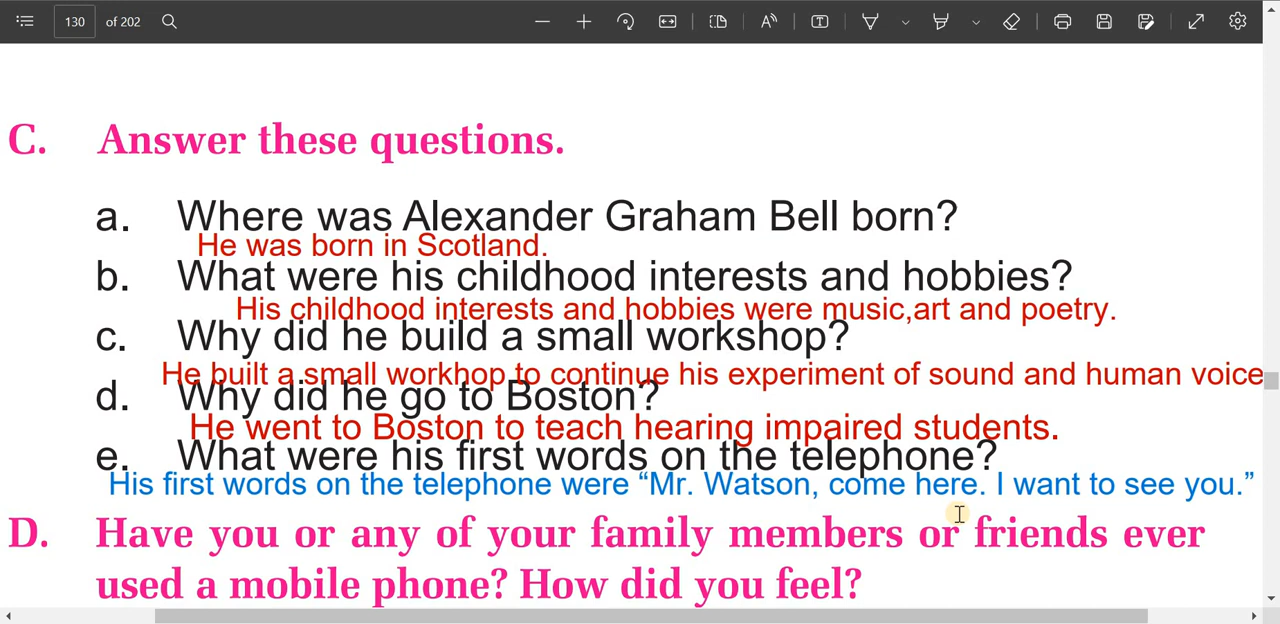 130 of 202
C. Answer these questions.
a. Where was Alexander Graham Bell born?
He was born in Scotland.
b. What were his childhood interests and hobbies?
His childhood interests and hobbies were music,art and poetry.
c. Why did he build a small workshop?
He built a small workhop to continue his experiment of sound and human voice
d. Why did he go to Boston?
He went to Boston to teach hearing impaired students.
e. What were his first words on the telephone?
His first words on the telephone were “Mr. Watson, come here. I want to see you.”
D. Have you or any of your family members or friends ever
used a mobile phone? How did you feel?